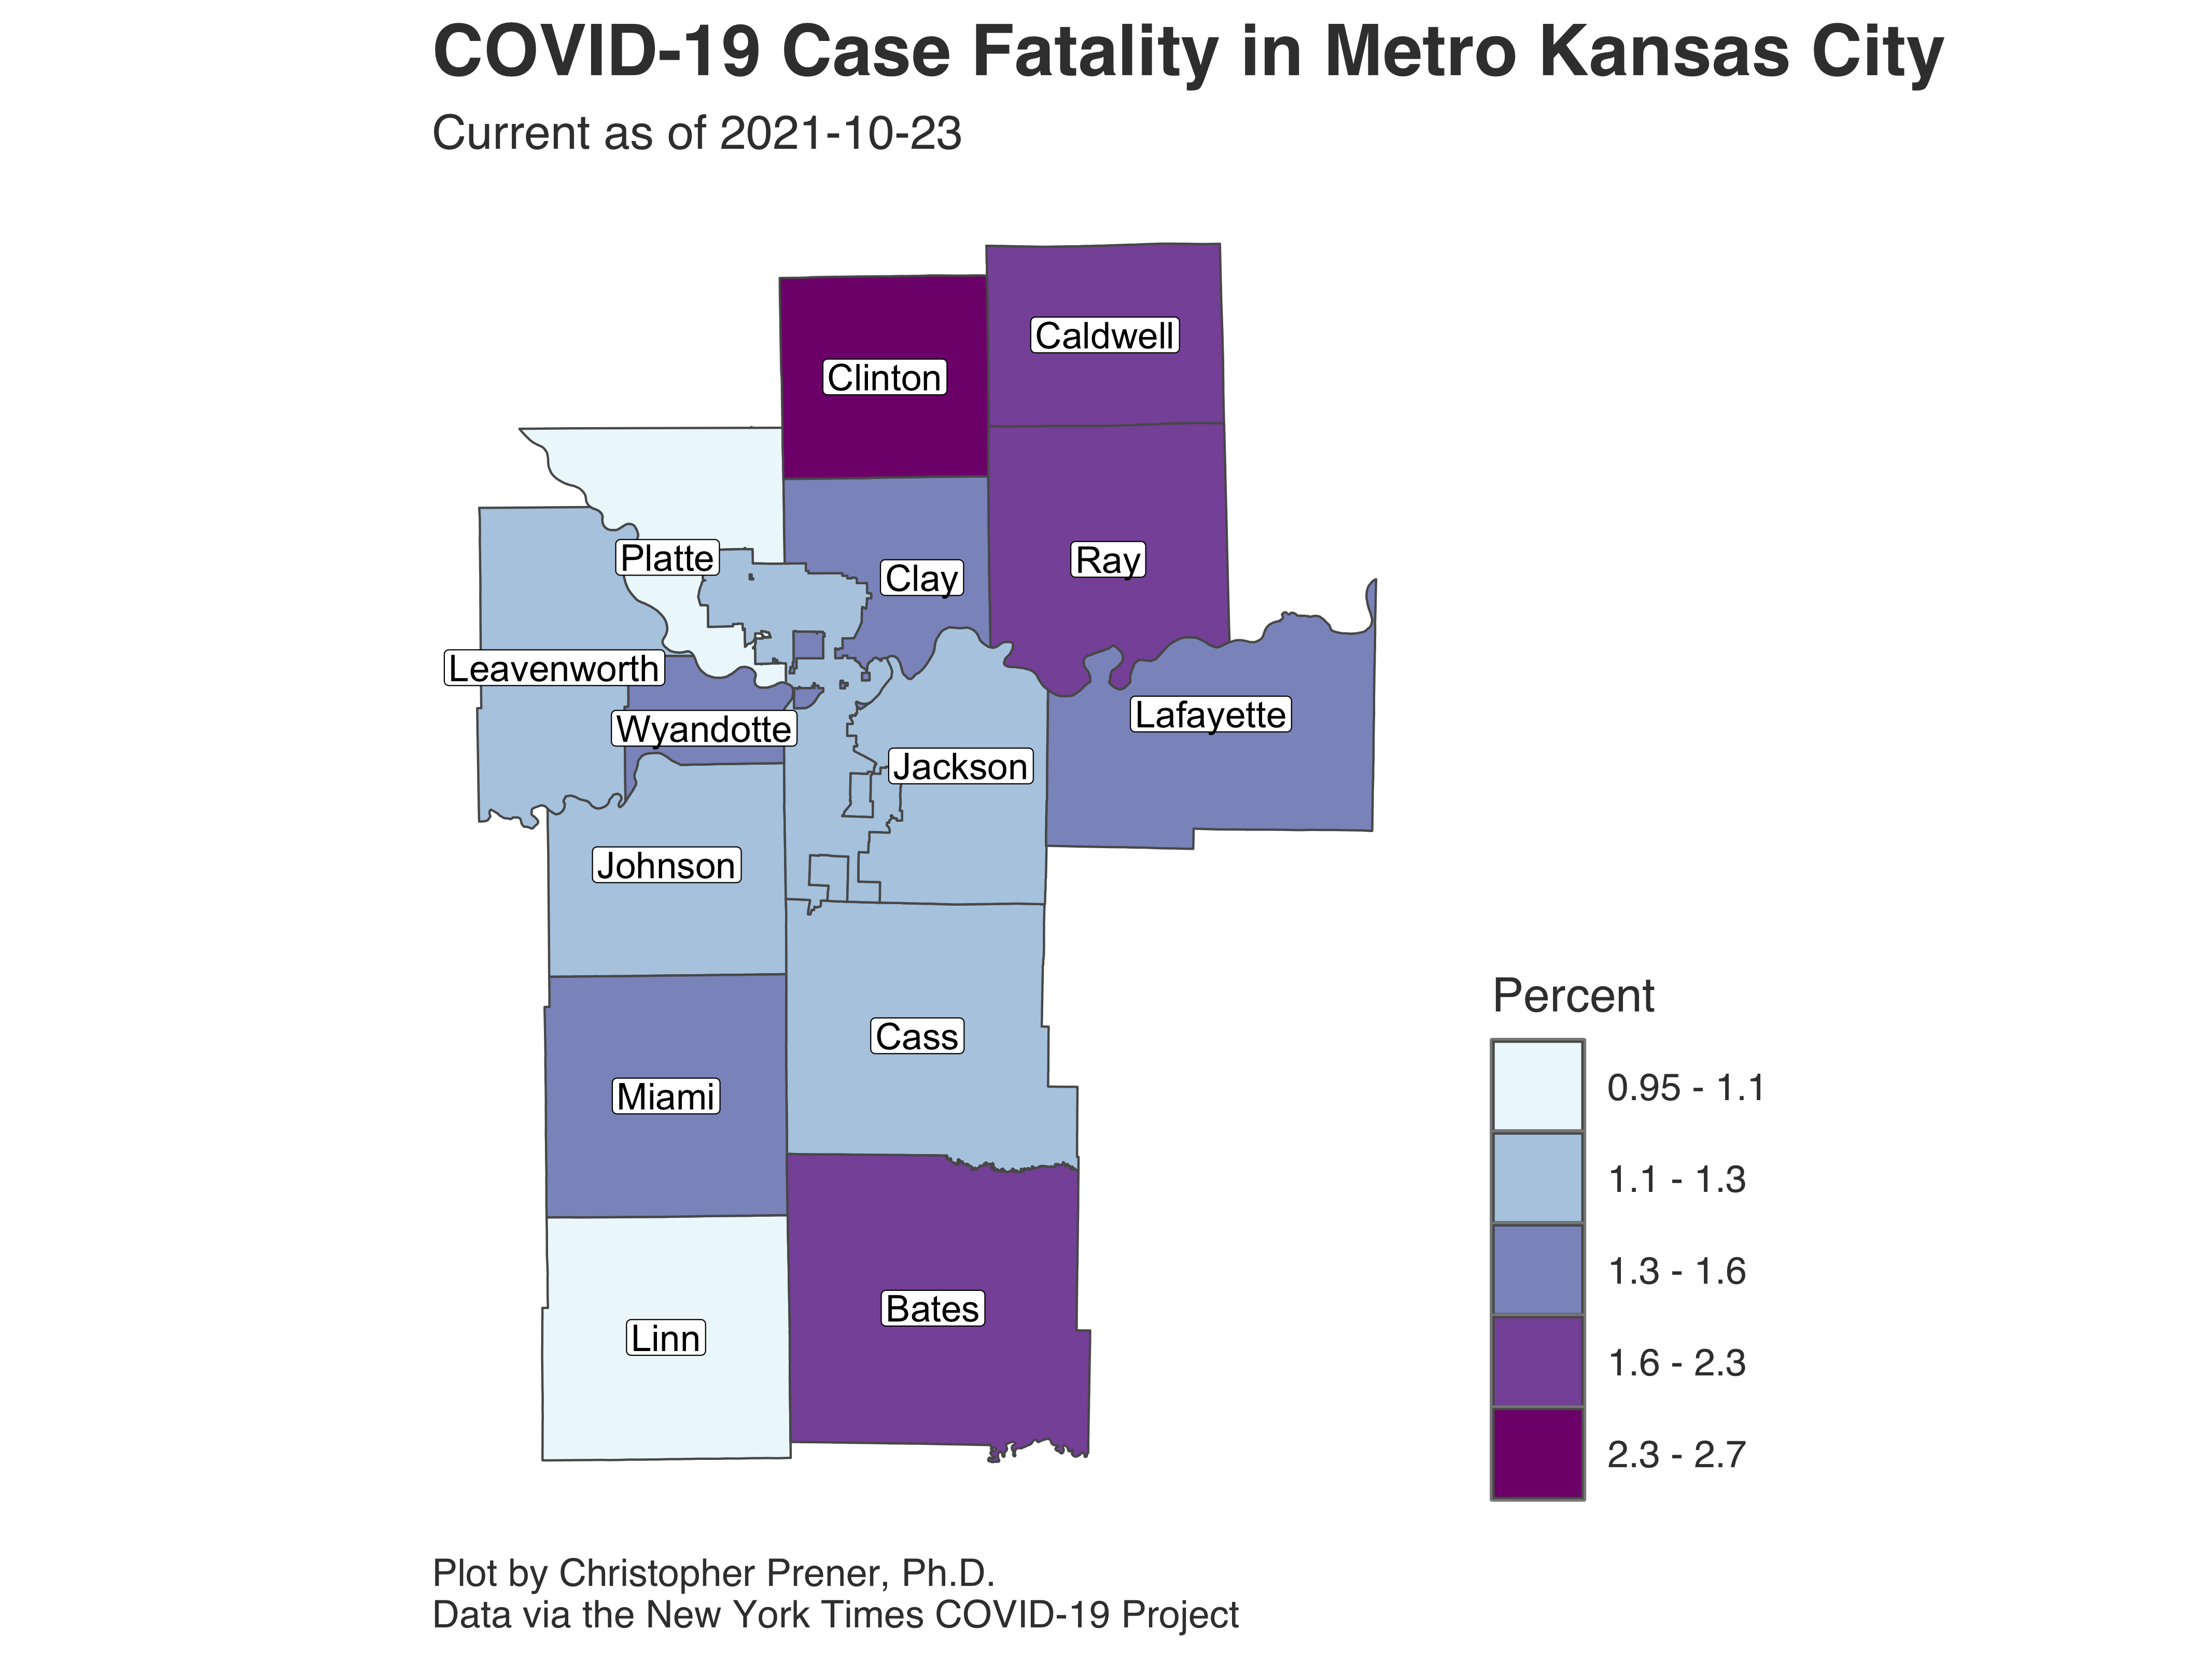 COVID-19 Case Fatality in Metro Kansas City
Current as of 2021-10-23
Caldwell
Clinton
Platte
Clay
Ray
Leavenworth
Wyandotte
Lafayette
Jackson
Johnson
Cass
Miami
Bates
Linn
Percent
0.95 - 1.1
1.1 - 1.3
1.3 - 1.6
1.6 - 2.3
2.3 - 2.7
Plot by Christopher Prener, Ph.D.
Data via the New York Times COVID-19 Project